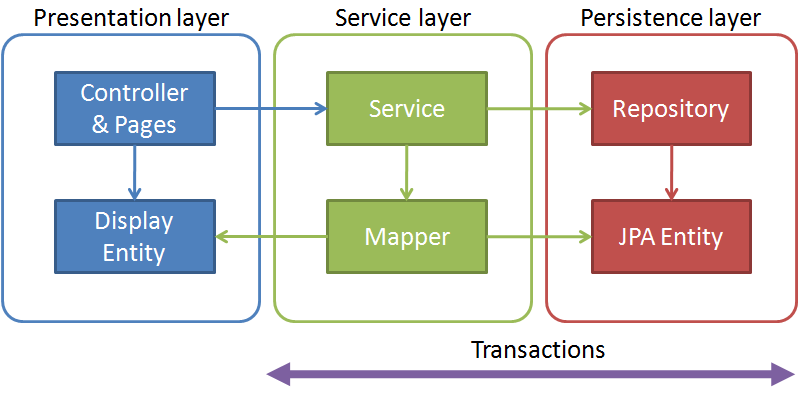 Presentation layer
Service layer
Persistence layer
Controller
& Pages
Service
Repository
Display
Entity
Mapper
JPA Entity
Transactions